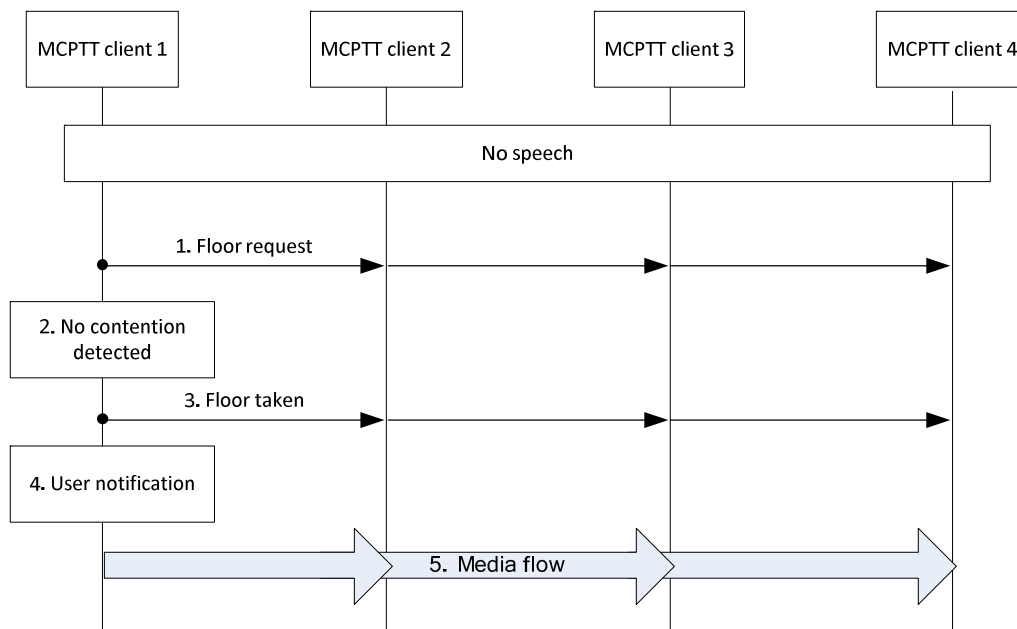 MCPTT client 1
MCPTT client 2
MCPTT client 3
MCPTT client 4
No speech
1. Floor request
2. No contention
detected
3. Floor taken
4. User notification
5. Media flow